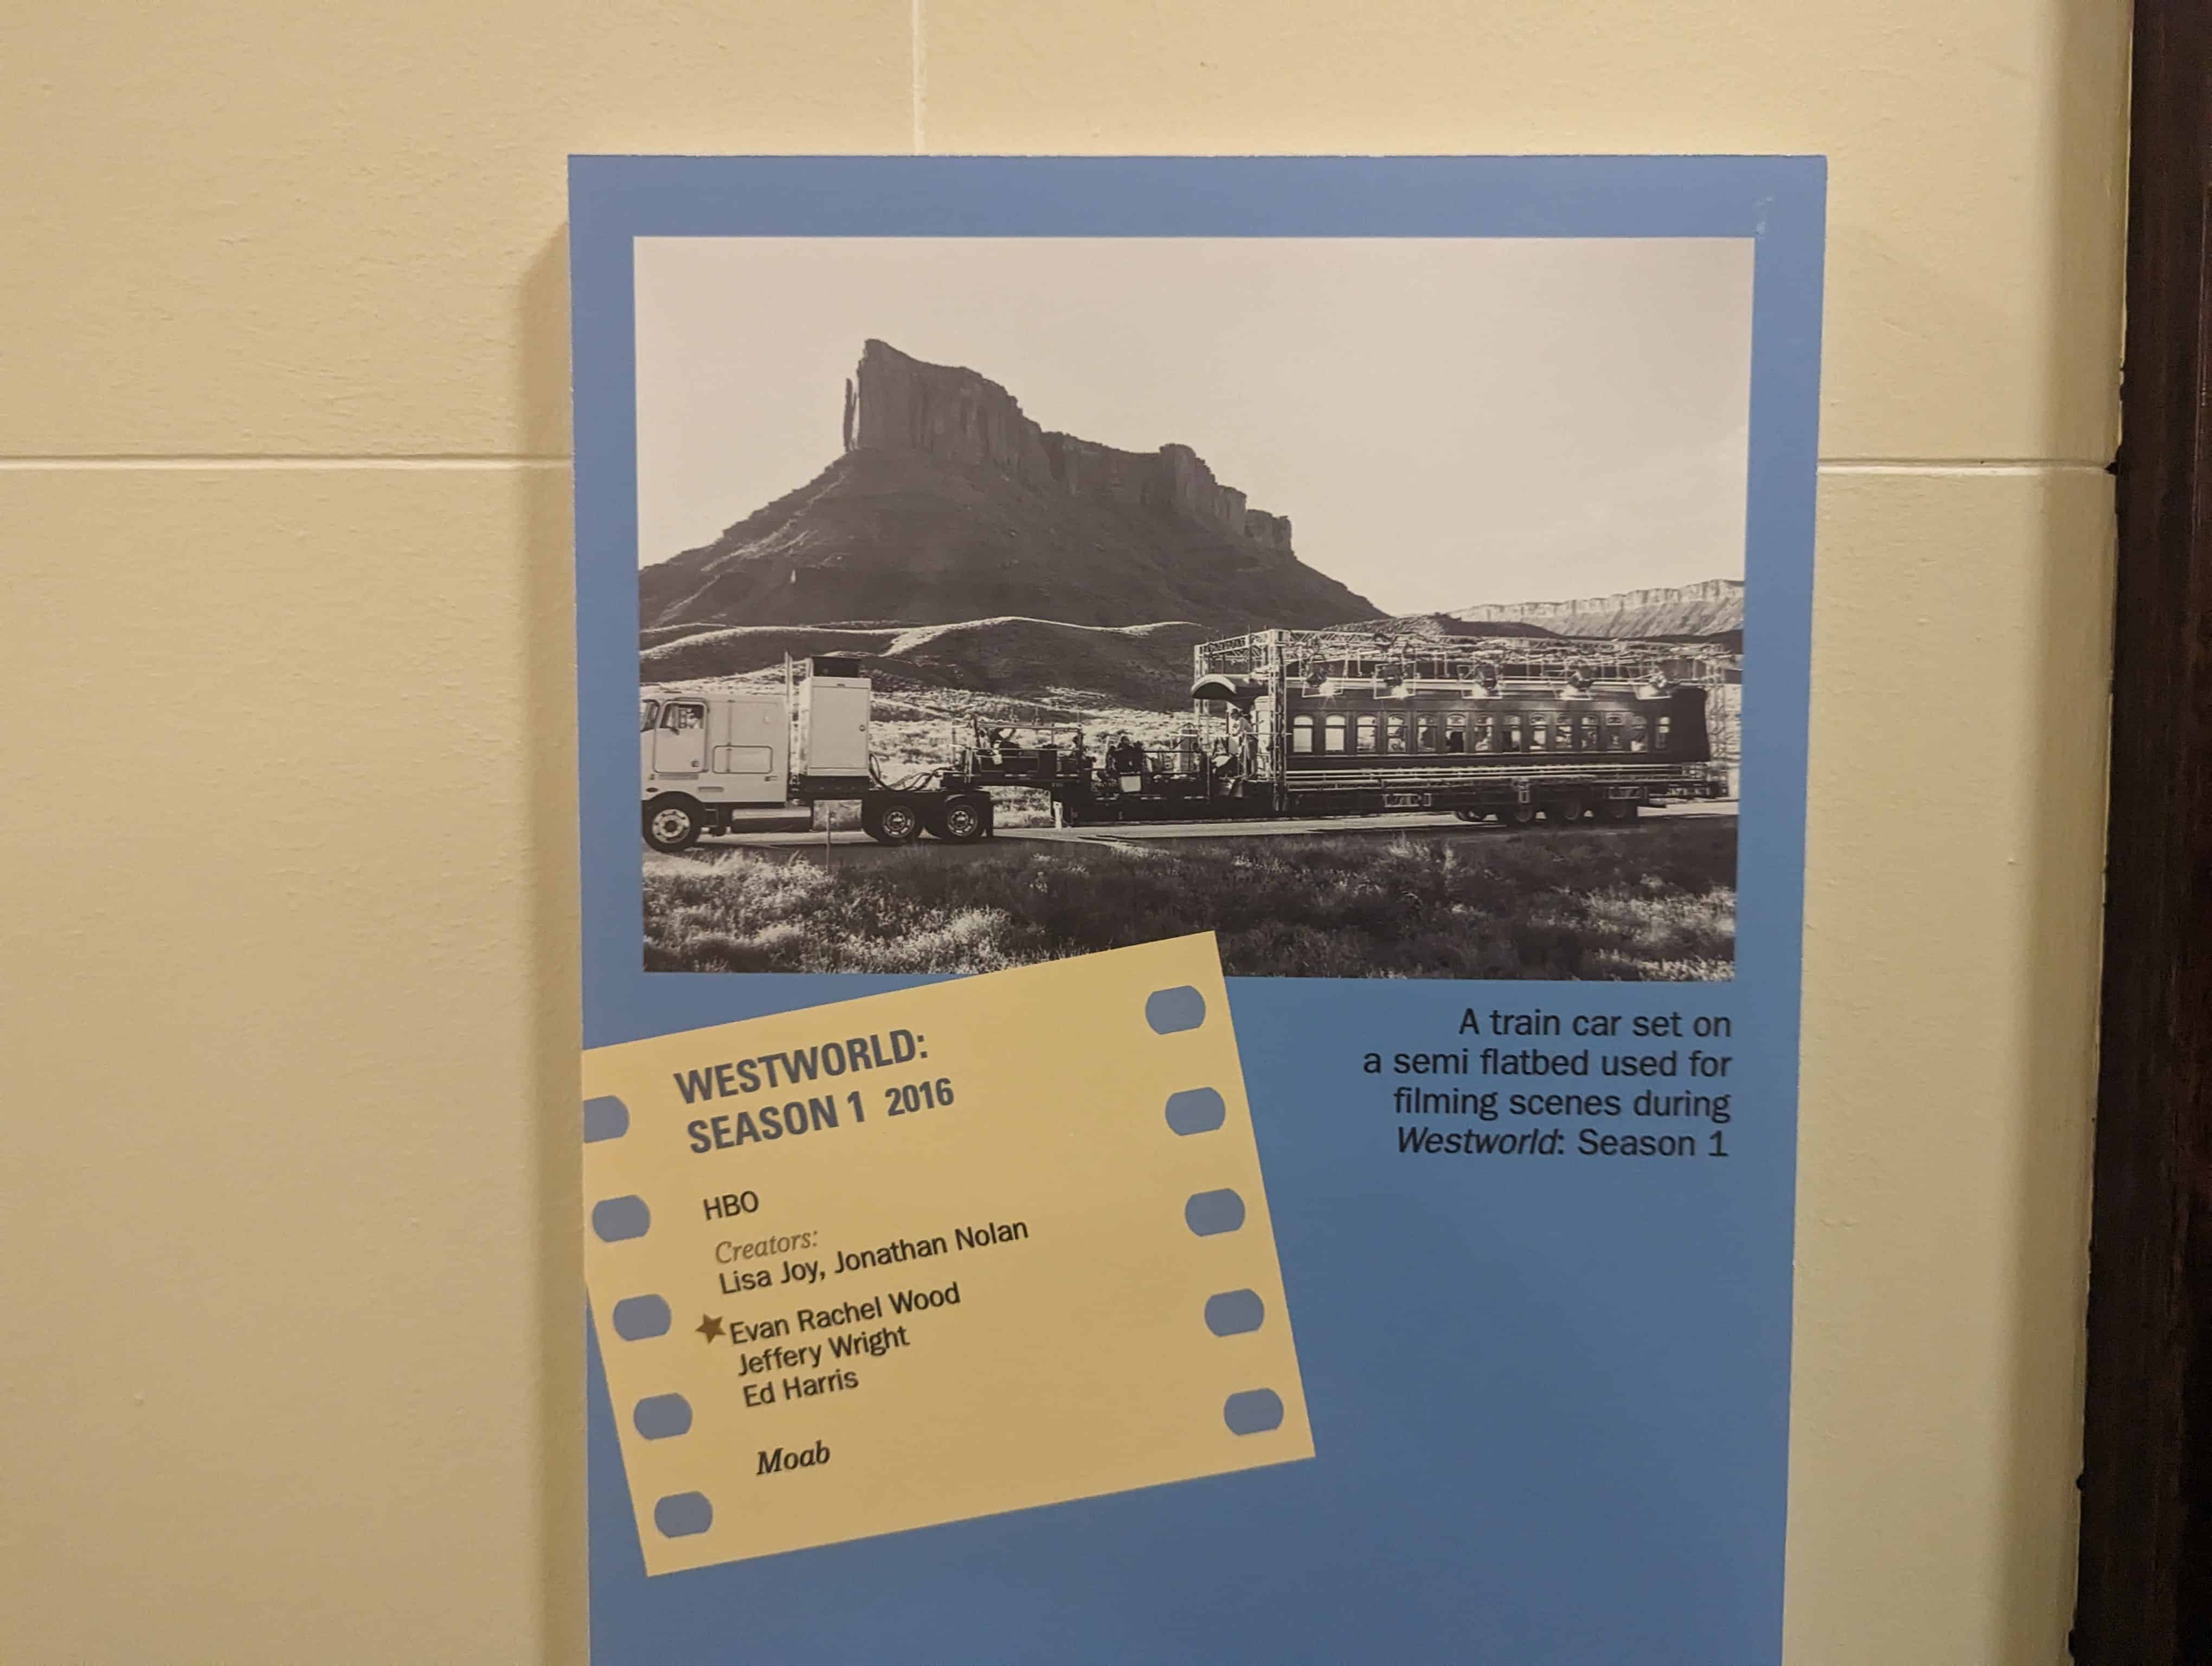 WESTWORLD:
SEASON 1 2016
HBO
Creators:
Lisa Joy, Jonathan Nolan
Evan Rachel Wood
Jeffery Wright
Ed Harris
Moab
A train car set on
a semi flatbed used for
filming scenes during
Westworld: Season 1